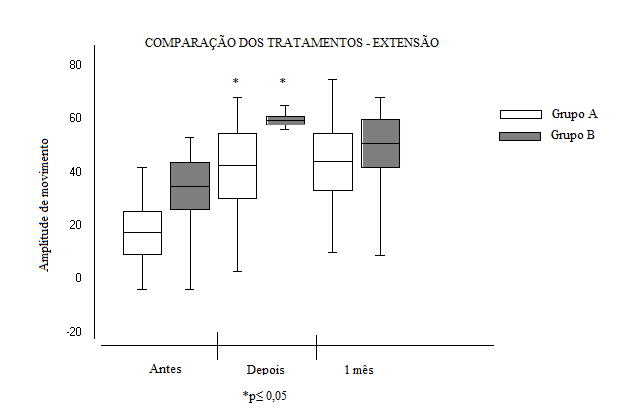 COMPARAÇÃO DOS TRATAMENTOS - EXTENSÃO
80
60
40
20
0
-20
Amplitude de movimento
* *
Grupo A
Grupo B
Antes Depois 1 mês
*p≤ 0,05